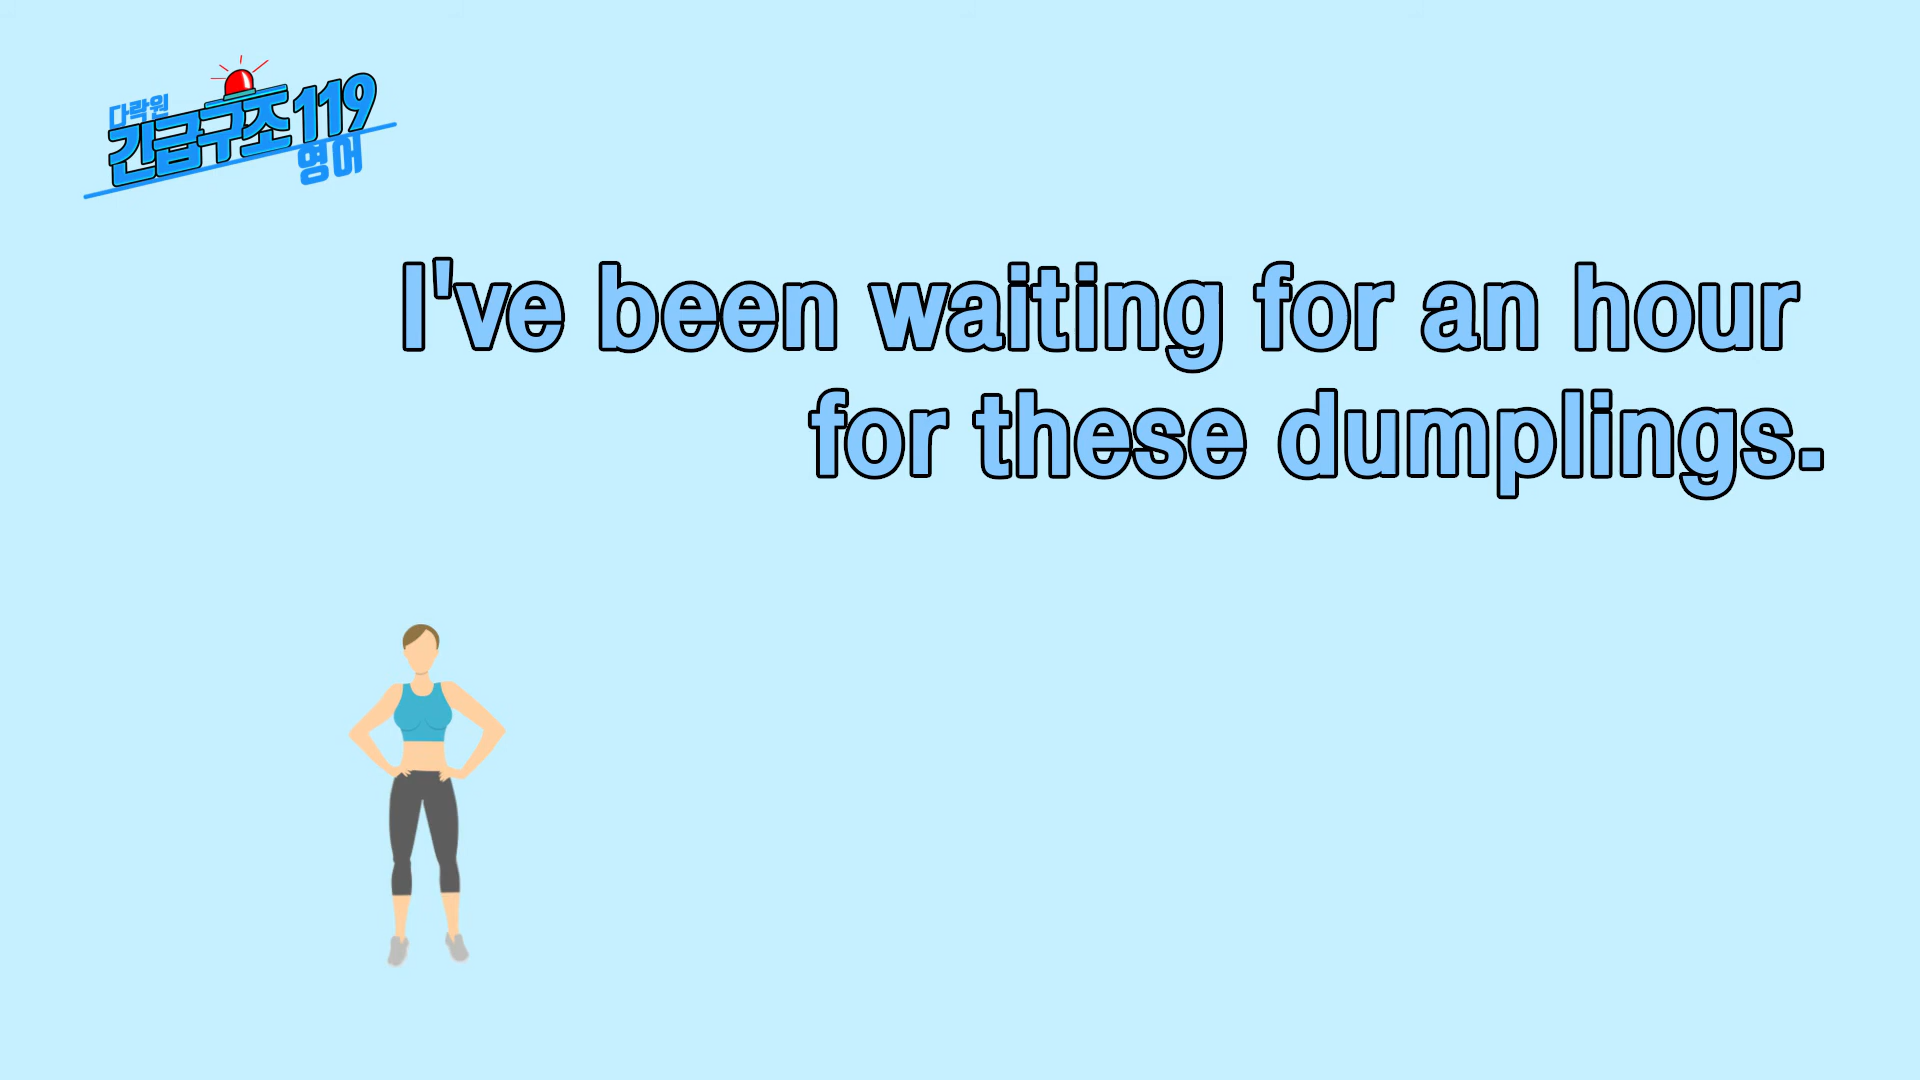 다락원
긴급구조119
영어
I've been waiting for an hour
for these dumplings.